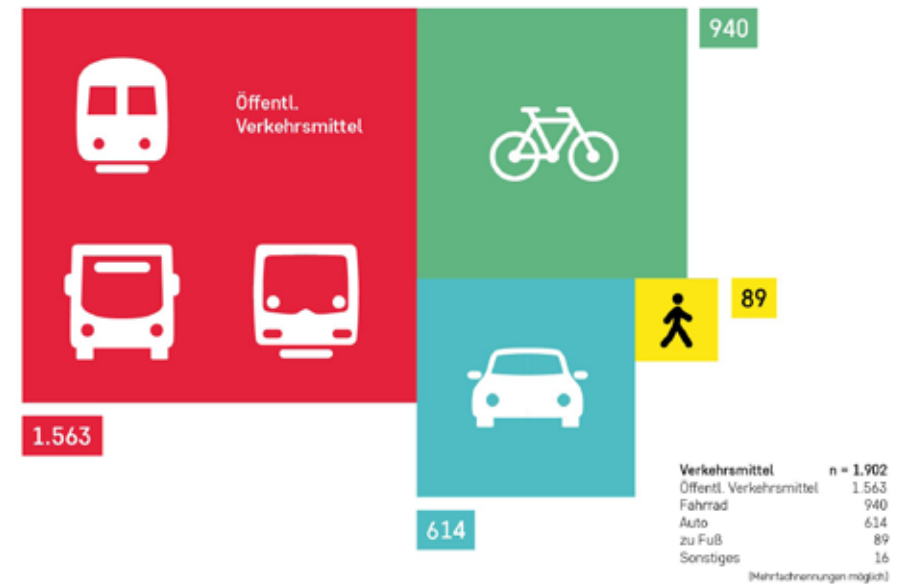 940
Öffentl.
Verkehrsmittel
89
1.563
614
Verkehrsmittel n = 1.902
Öffentl. Verkehrsmittel 1.563
Fahrrad 940
Auto 614
zu Fuß 89
Sonstiges 16
(Mehrfachnennungen möglich)